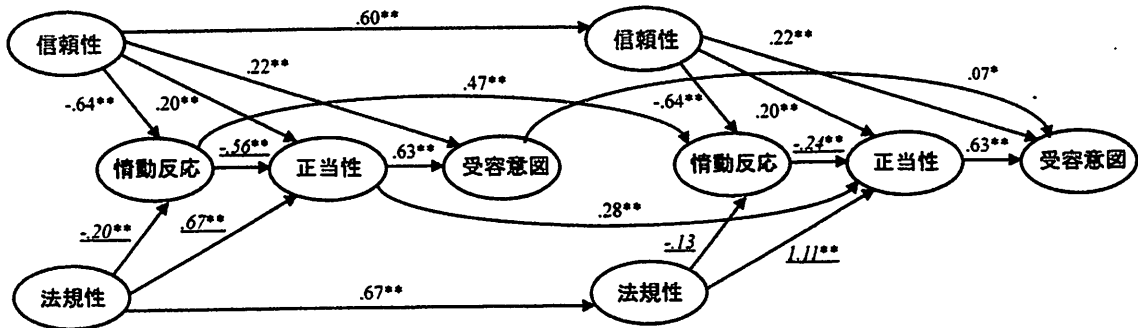 .60**
信頼性 信頼性
.22** .22** .07*
-.64** .20** .47** -.64** .20**
-.56** .63** -.24** .63**
情動反応 正当性 受容意図 情動反応 正当性 受容意図
.28**
-.20** .67** -.13 1.11**
法規性 .67** 法規性